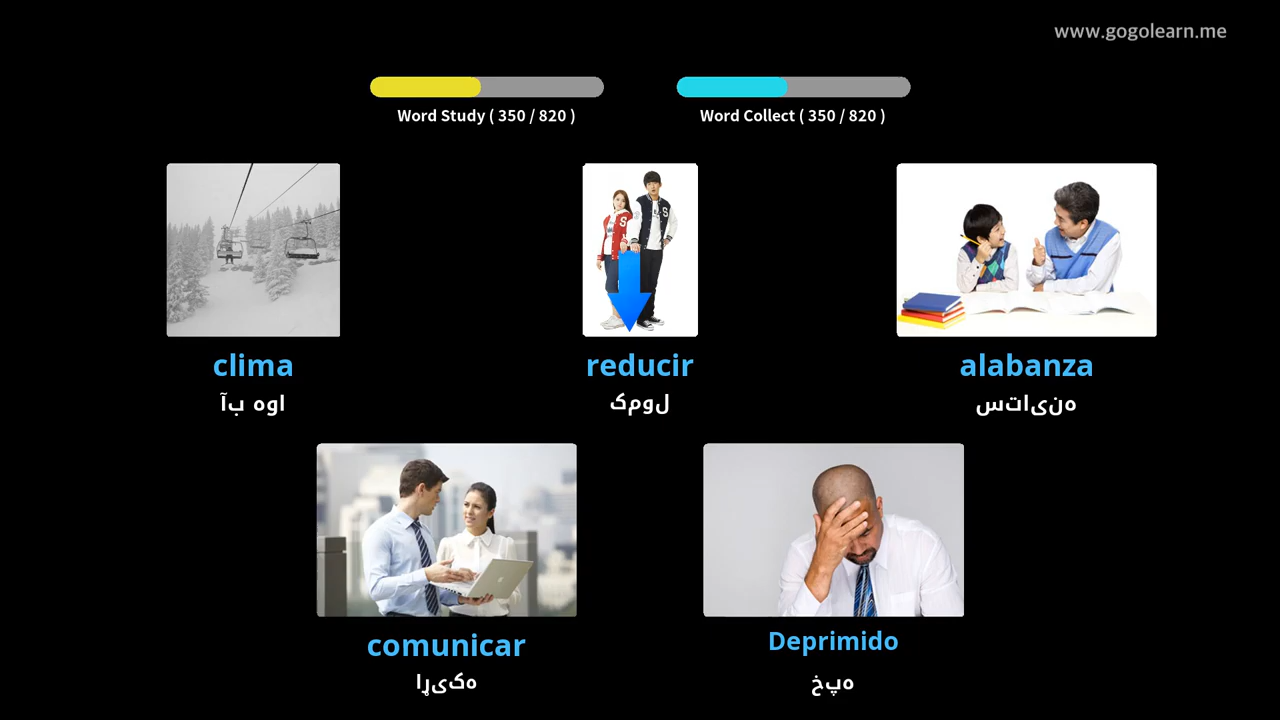 www.gogolearn.me
Word Study ( 350 / 820 )
Word Collect ( 350 / 820 )
clima
اوه بآ
reducir
لومک
alabanza
هنیاتس
comunicar
هکیړا
Deprimido
هپخ